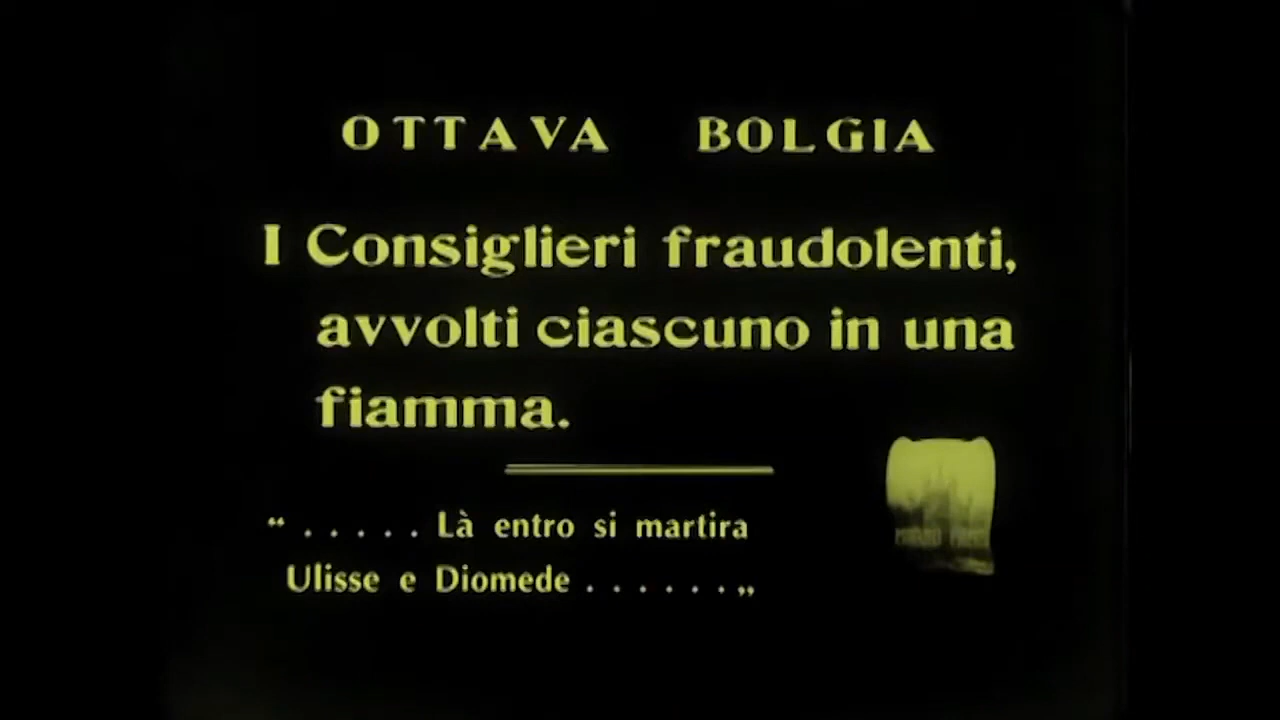 OTTAVA BOLGIA
I Consiglieri fraudolenti,
avvolti ciascuno in una
fiamma.
“ . . . . . Là entro si martira
Ulisse e Diomede . . . . . . „